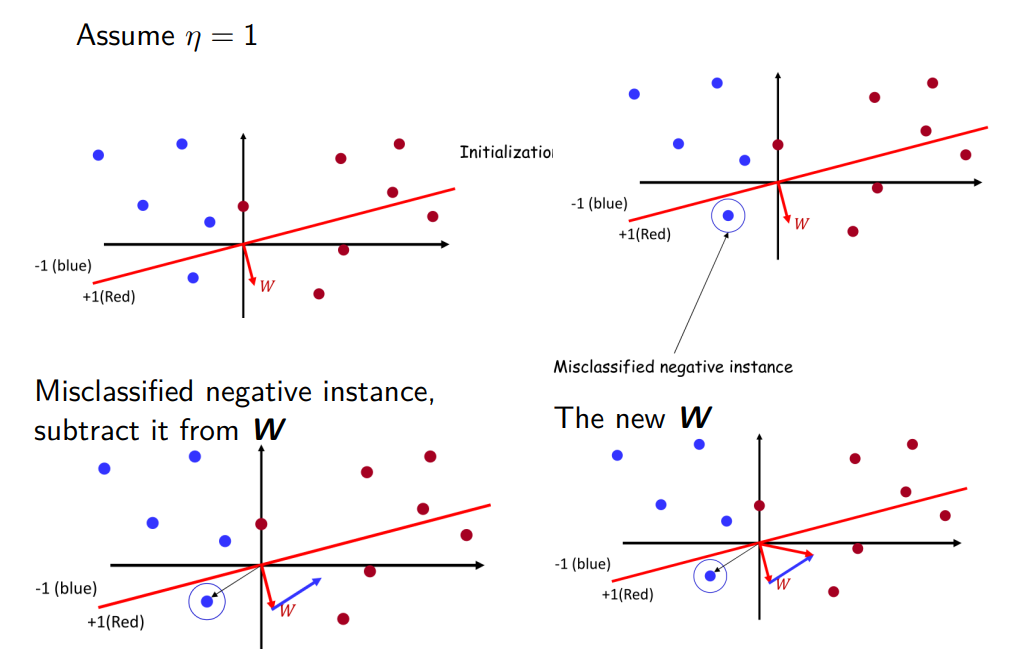 Assume η = 1
Initializatio
-1 (blue)
+1(Red)
W
-1 (blue)
+1(Red)
W
Misclassified negative instance
Misclassified negative instance,
subtract it from W
-1 (blue)
+1(Red)
W
The new W
-1 (blue)
+1(Red)
W